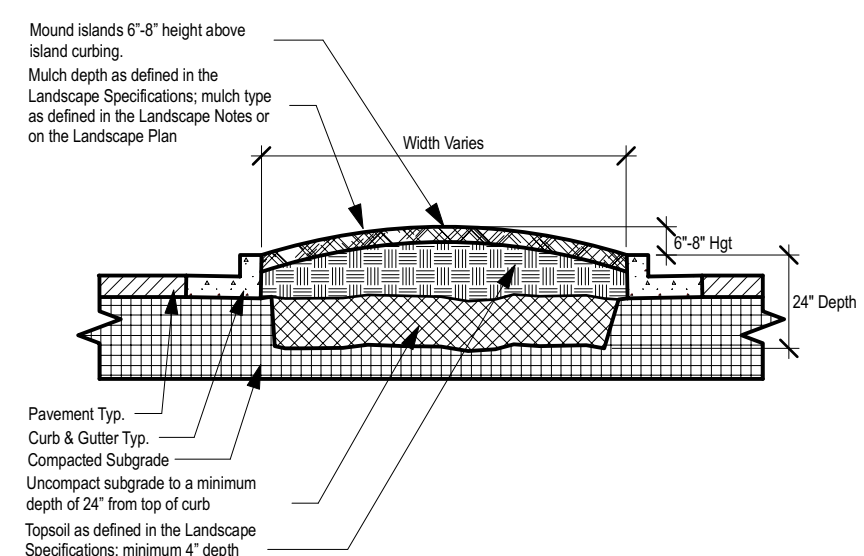 Mound islands 6”-8” height above
island curbing.
Mulch depth as defined in the
Landscape Specifications; mulch type
as defined in the Landscape Notes or
on the Landscape Plan
Width Varies
6"-8" Hgt
24" Depth
Pavement Typ.
Curb & Gutter Typ.
Compacted Subgrade
Uncompact subgrade to a minimum
depth of 24” from top of curb
Topsoil as defined in the Landscape
Specifications; minimum 4” depth